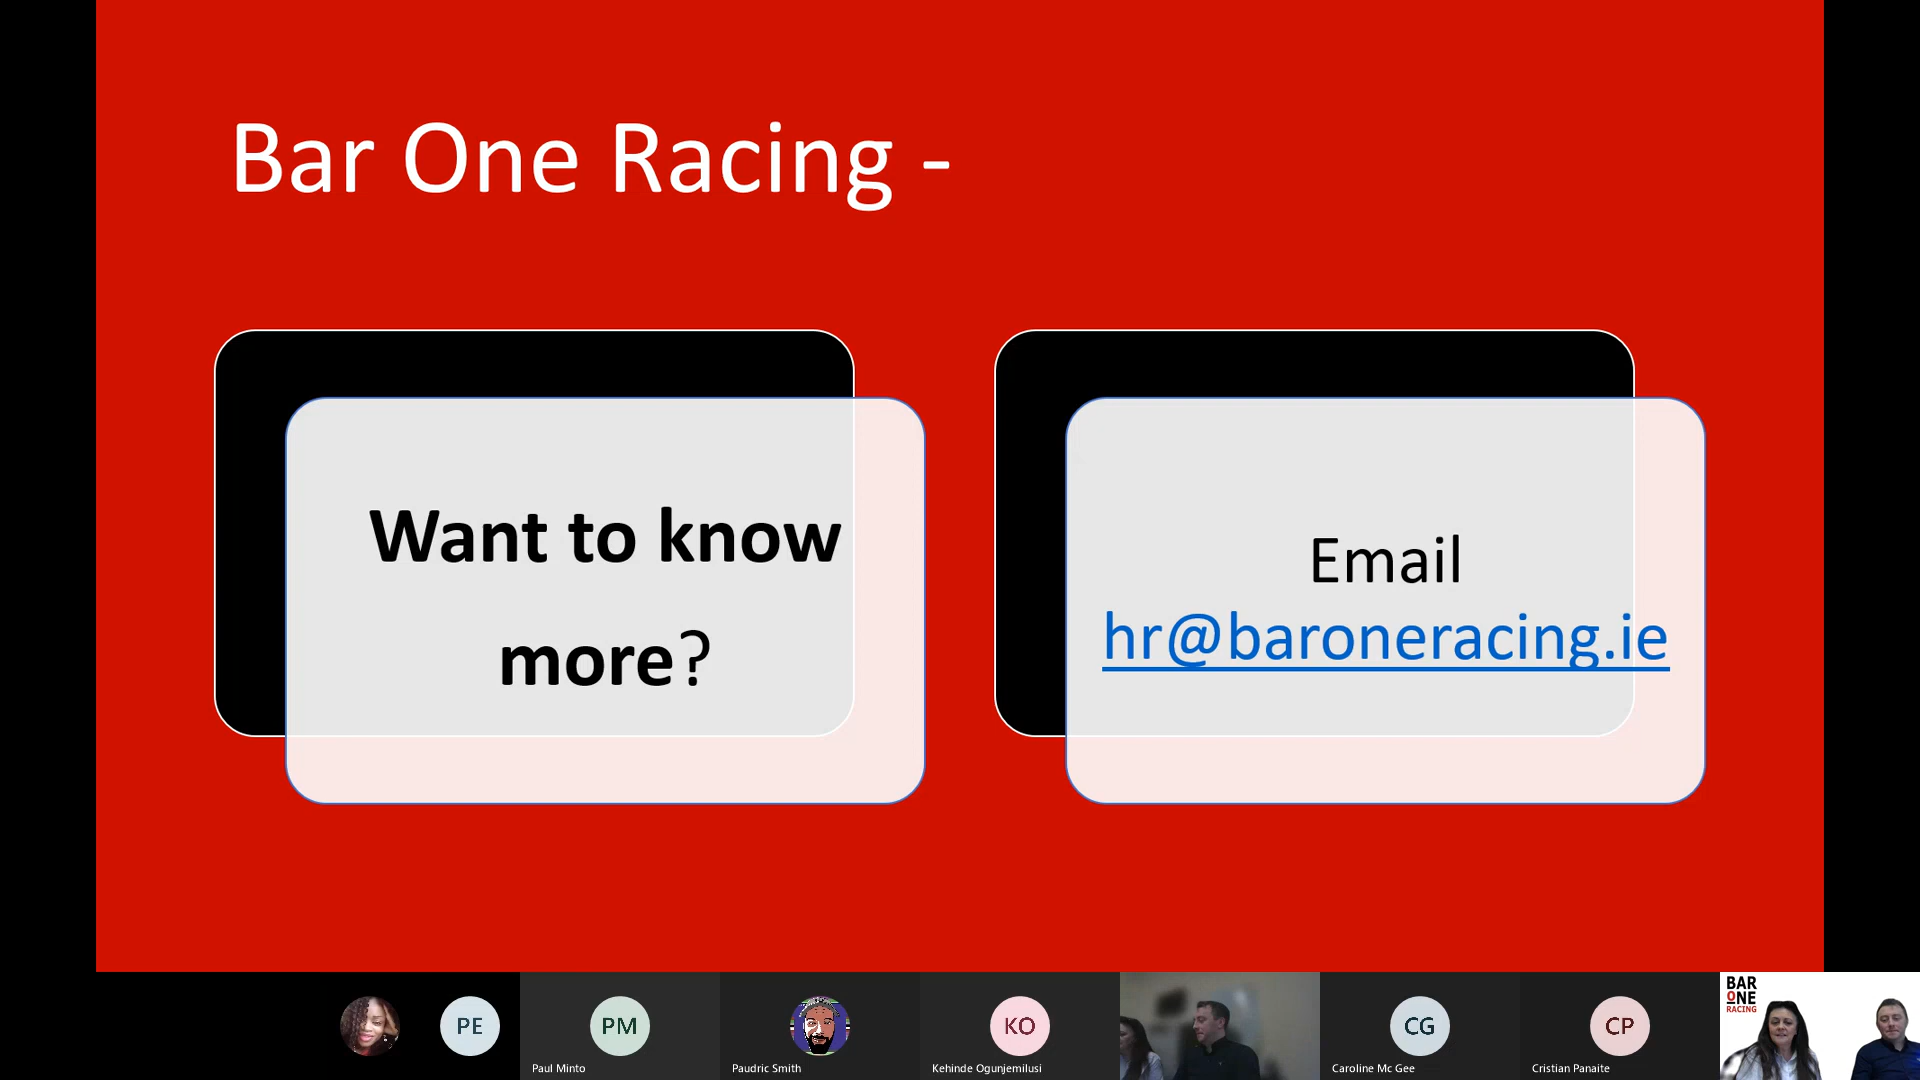 Bar One Racing -
Want to know
more?
Email
hr@baroneracing.ie
PE
PM
Paul Minto
Paudric Smith
KO
Kehinde Ogunjemilusi
CG
Caroline Mc Gee
CP
Cristian Panaite
BAR
ONE
RACING